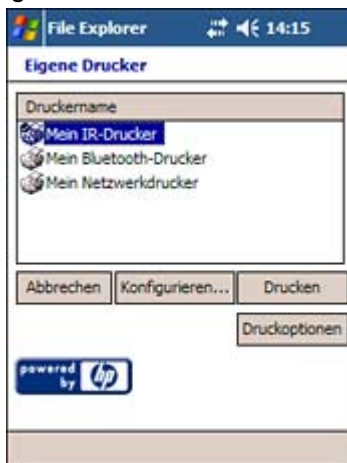 File Explorer 14:15
Eigene Drucker
Druckername
Mein IR-Drucker
Mein Bluetooth-Drucker
Mein Netzwerkdrucker
Abbrechen Konfigurieren... Drucken
Druckoptionen
powered
by hp